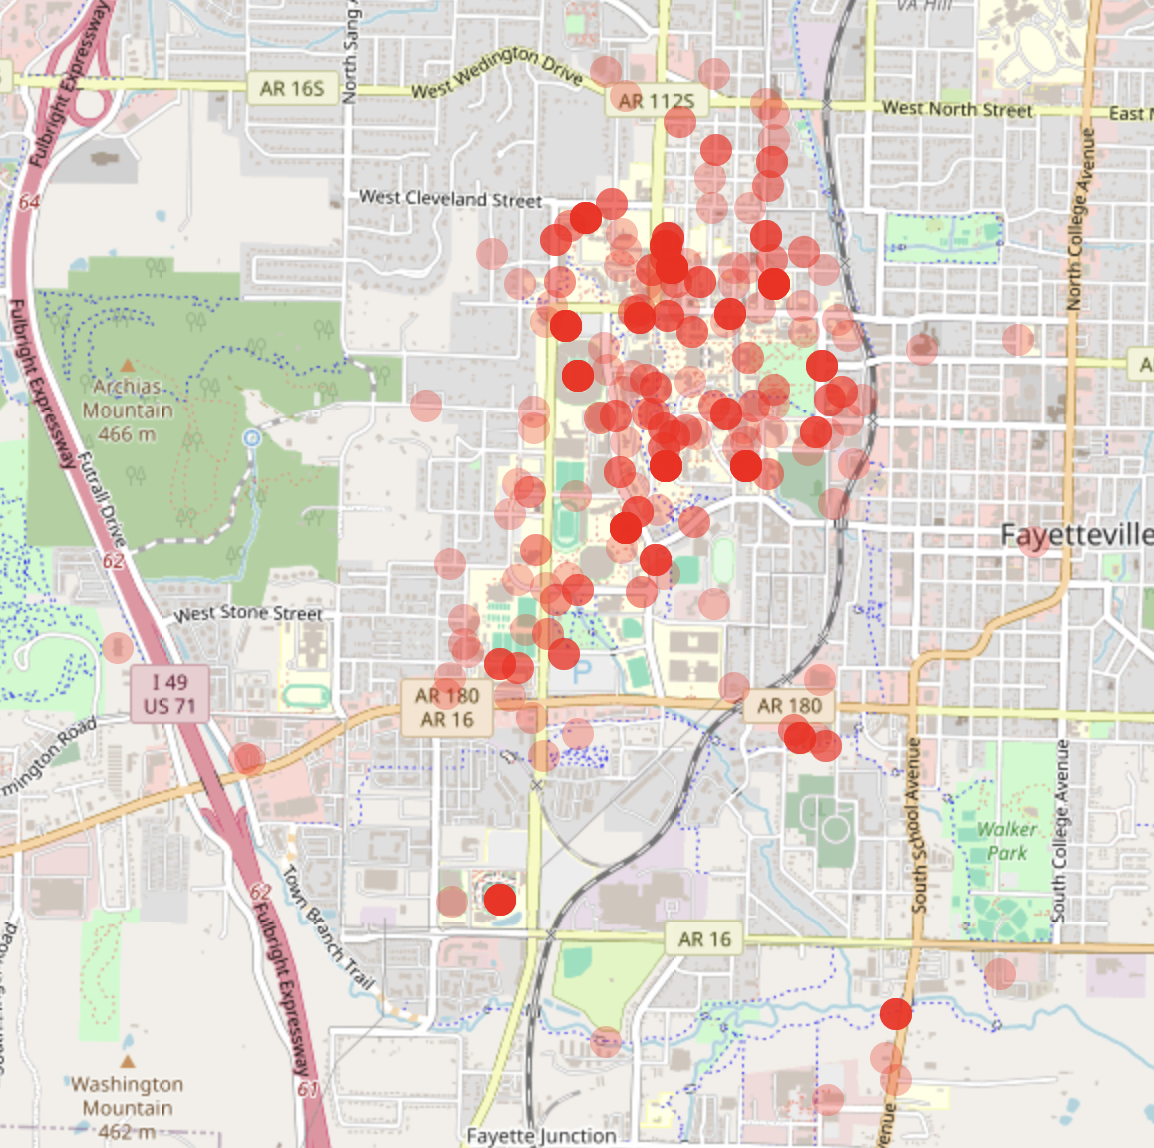 VA Hill
Fulbright Expressway
North Sang A
West Wedington Drive
AR 16S
AR 112S
West North Street
East N
64
West Cleveland Street
North College Avenue
Fulbright Expressway
Archias
Mountain
466 m
A
Futrall Drive
62
Fayetteville
West Stone Street
I 49
US 71
AR 180
AR 16
P
AR 180
mington Road
South School Avenue
South College Avenue
Walker
Park
62
Town Branch Trail
Fulbright Expressway
AR 16
Road
Washington
Mountain
462 m
61
Fayette Junction
venue